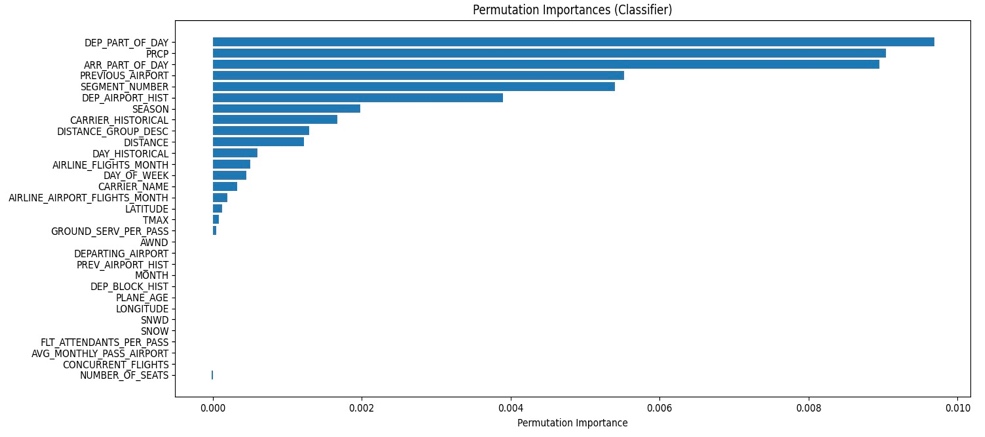 Permutation Importances (Classifier)
DEP_PART_OF_DAY
PRCP
ARR_PART_OF_DAY
PREVIOUS_AIRPORT
SEGMENT_NUMBER
DEP_AIRPORT_HIST
SEASON
CARRIER_HISTORICAL
DISTANCE_GROUP_DESC
DISTANCE
DAY_HISTORICAL
AIRLINE_FLIGHTS_MONTH
DAY_OF_WEEK
CARRIER_NAME
AIRLINE_AIRPORT_FLIGHTS_MONTH
LATITUDE
TMAX
GROUND_SERV_PER_PASS
AWND
DEPARTING_AIRPORT
PREV_AIRPORT_HIST
MONTH
DEP_BLOCK_HIST
PLANE_AGE
LONGITUDE
SNWD
SNOW
FLT_ATTENDANTS_PER_PASS
AVG_MONTHLY_PASS_AIRPORT
CONCURRENT_FLIGHTS
NUMBER_OF_SEATS
0.000 0.002 0.004 0.006 0.008 0.010
Permutation Importance